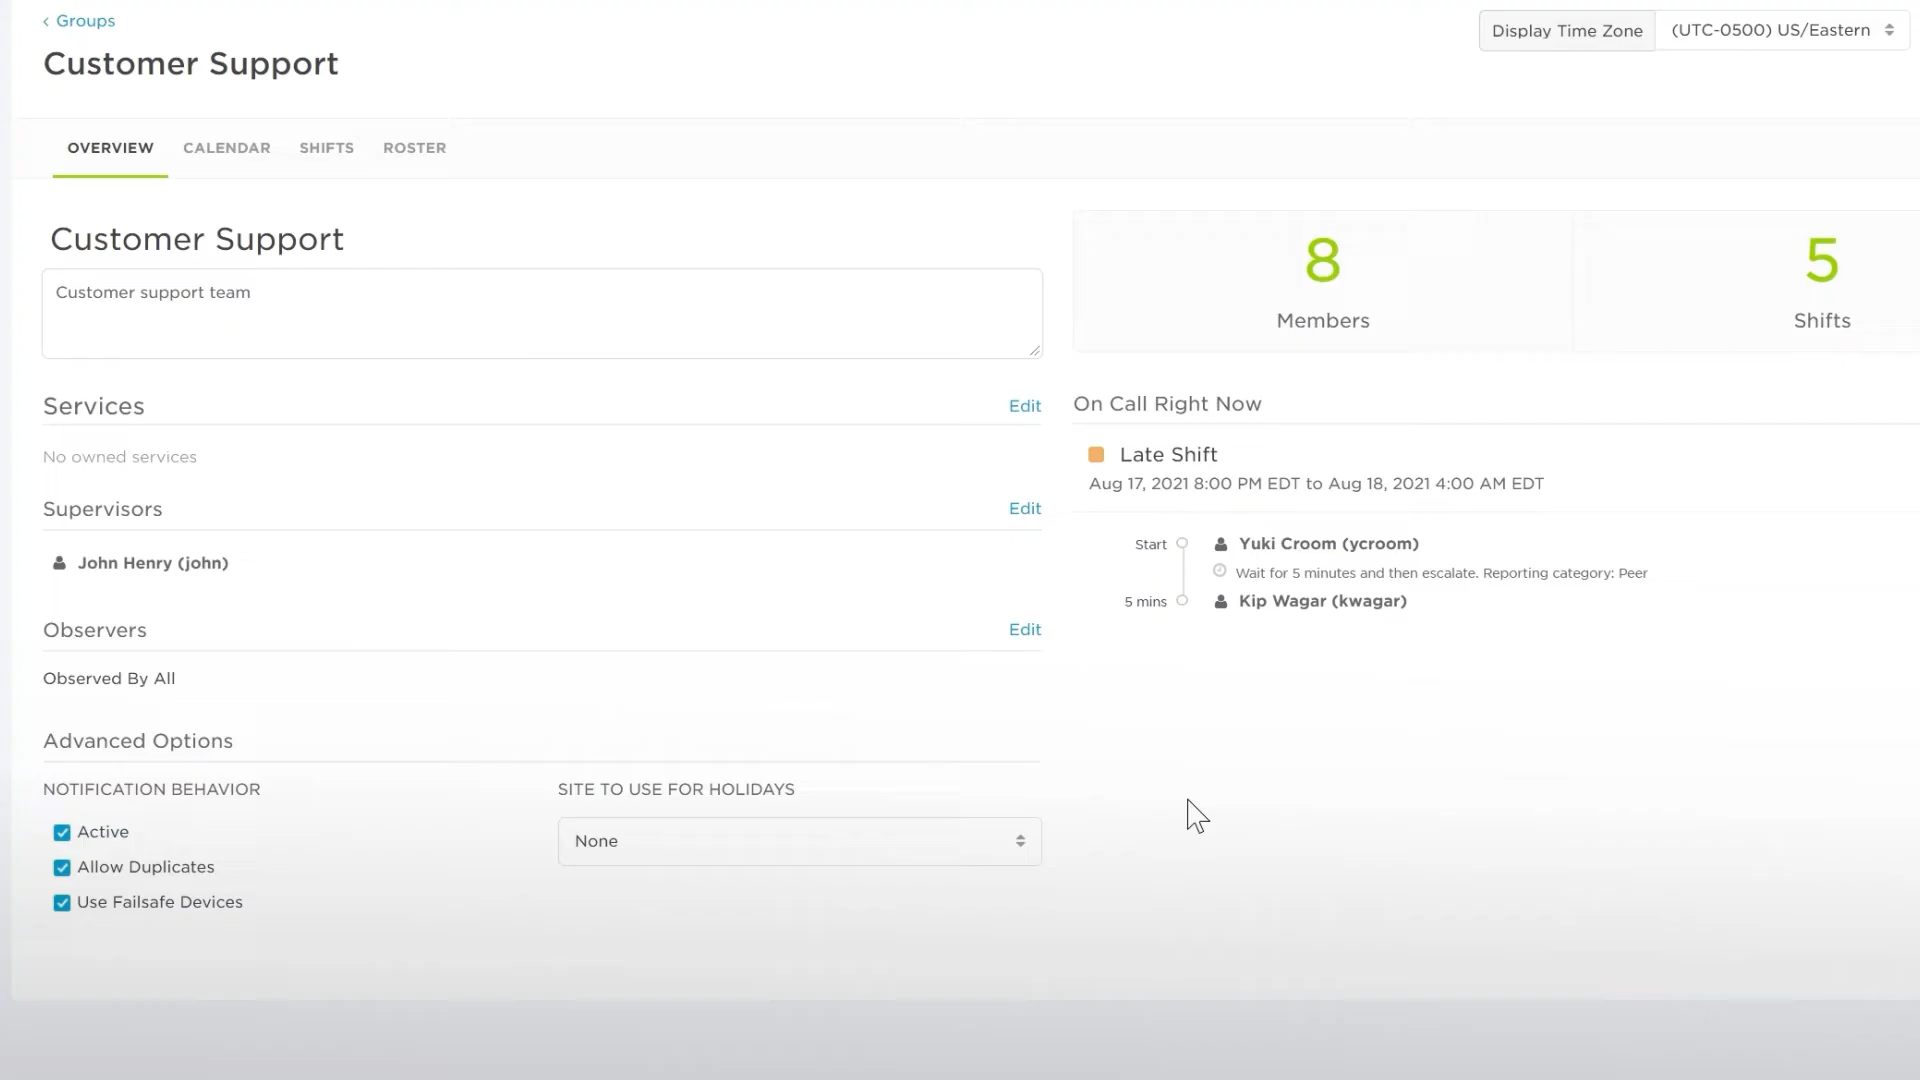 ‹ Groups
Customer Support
Display Time Zone
(UTC-0500) US/Eastern
OVERVIEW
CALENDAR
SHIFTS
ROSTER
Customer Support
Customer support team
Services
Edit
No owned services
Supervisors
Edit
John Henry (john)
Observers
Edit
Observed By All
Advanced Options
NOTIFICATION BEHAVIOR
Active
Allow Duplicates
Use Failsafe Devices
SITE TO USE FOR HOLIDAYS
None
8
Members
5
Shifts
On Call Right Now
Late Shift
Aug 17, 2021 8:00 PM EDT to Aug 18, 2021 4:00 AM EDT
Start
Yuki Croom (ycroom)
Wait for 5 minutes and then escalate. Reporting category: Peer
5 mins
Kip Wagar (kwagar)